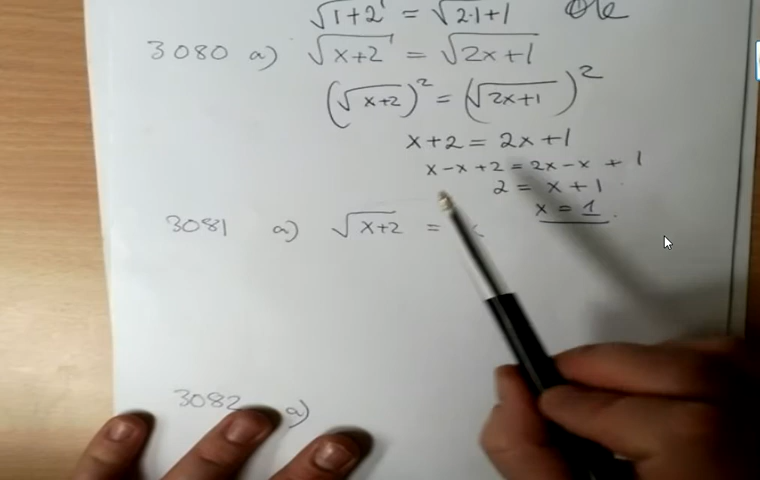 √1+2 = √2·1+1 Ok
3080 a) √x+2 = √2x+1
(√x+2)² = (√2x+1)²
x+2 = 2x+1
x-x+2 = 2x-x + 1
2 = x+1
x = 1
3081 a) √x+2 =
3082 a)